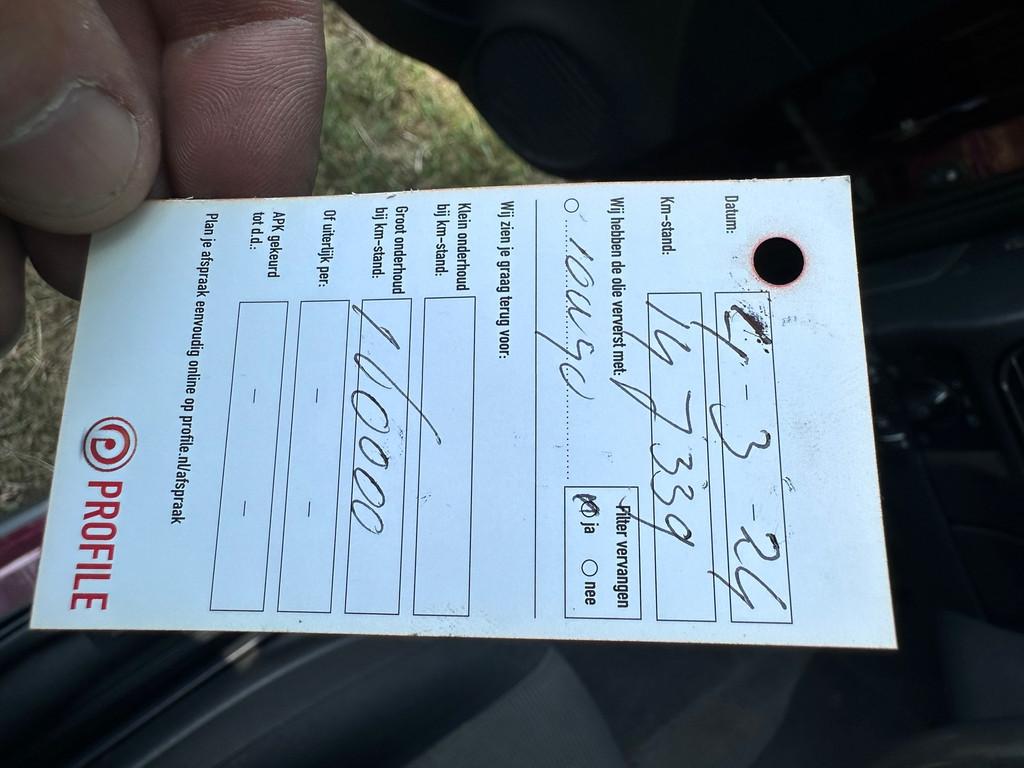 Datum: 4-3-24
Km-stand: 147339
Wij hebben de olie ververst met:
Filter vervangen
ja nee
10W50
Wij zien je graag terug voor:
Klein onderhoud
bij km-stand:
Groot onderhoud
bij km-stand: 160000
Of uiterlijk per: - -
APK gekeurd
tot d.d.: - -
Plan je afspraak eenvoudig online op profile.nl/afspraak
PROFILE